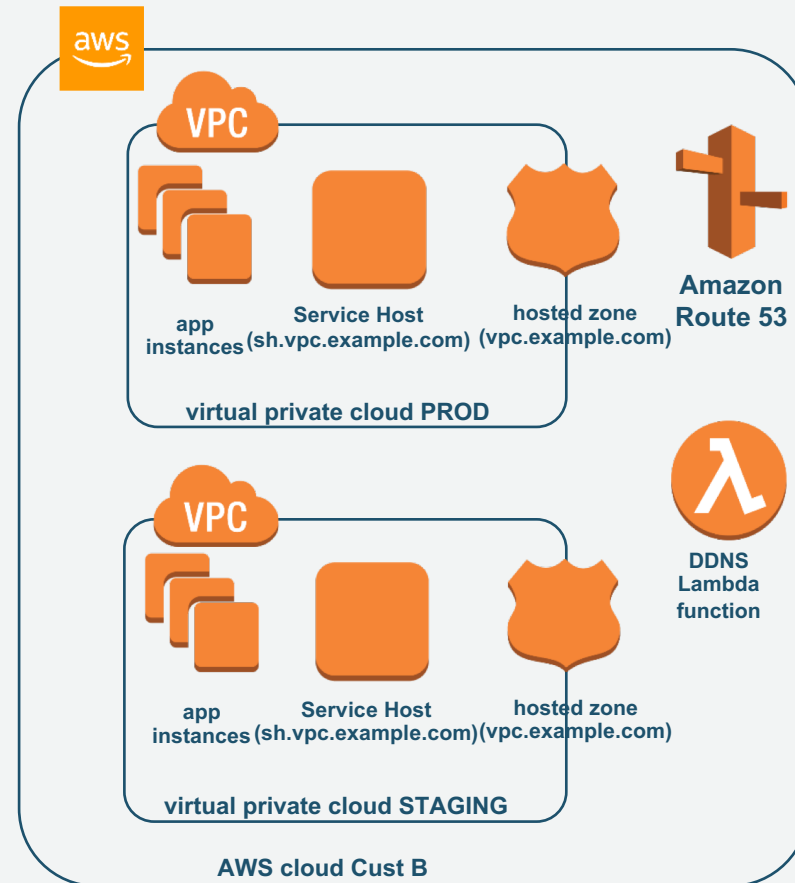 aws
VPC
app
instances
Service Host
(sh.vpc.example.com)
hosted zone
(vpc.example.com)
Amazon
Route 53
virtual private cloud PROD
VPC
DDNS
Lambda
function
app
instances
Service Host
(sh.vpc.example.com)
hosted zone
(vpc.example.com)
virtual private cloud STAGING
AWS cloud Cust B